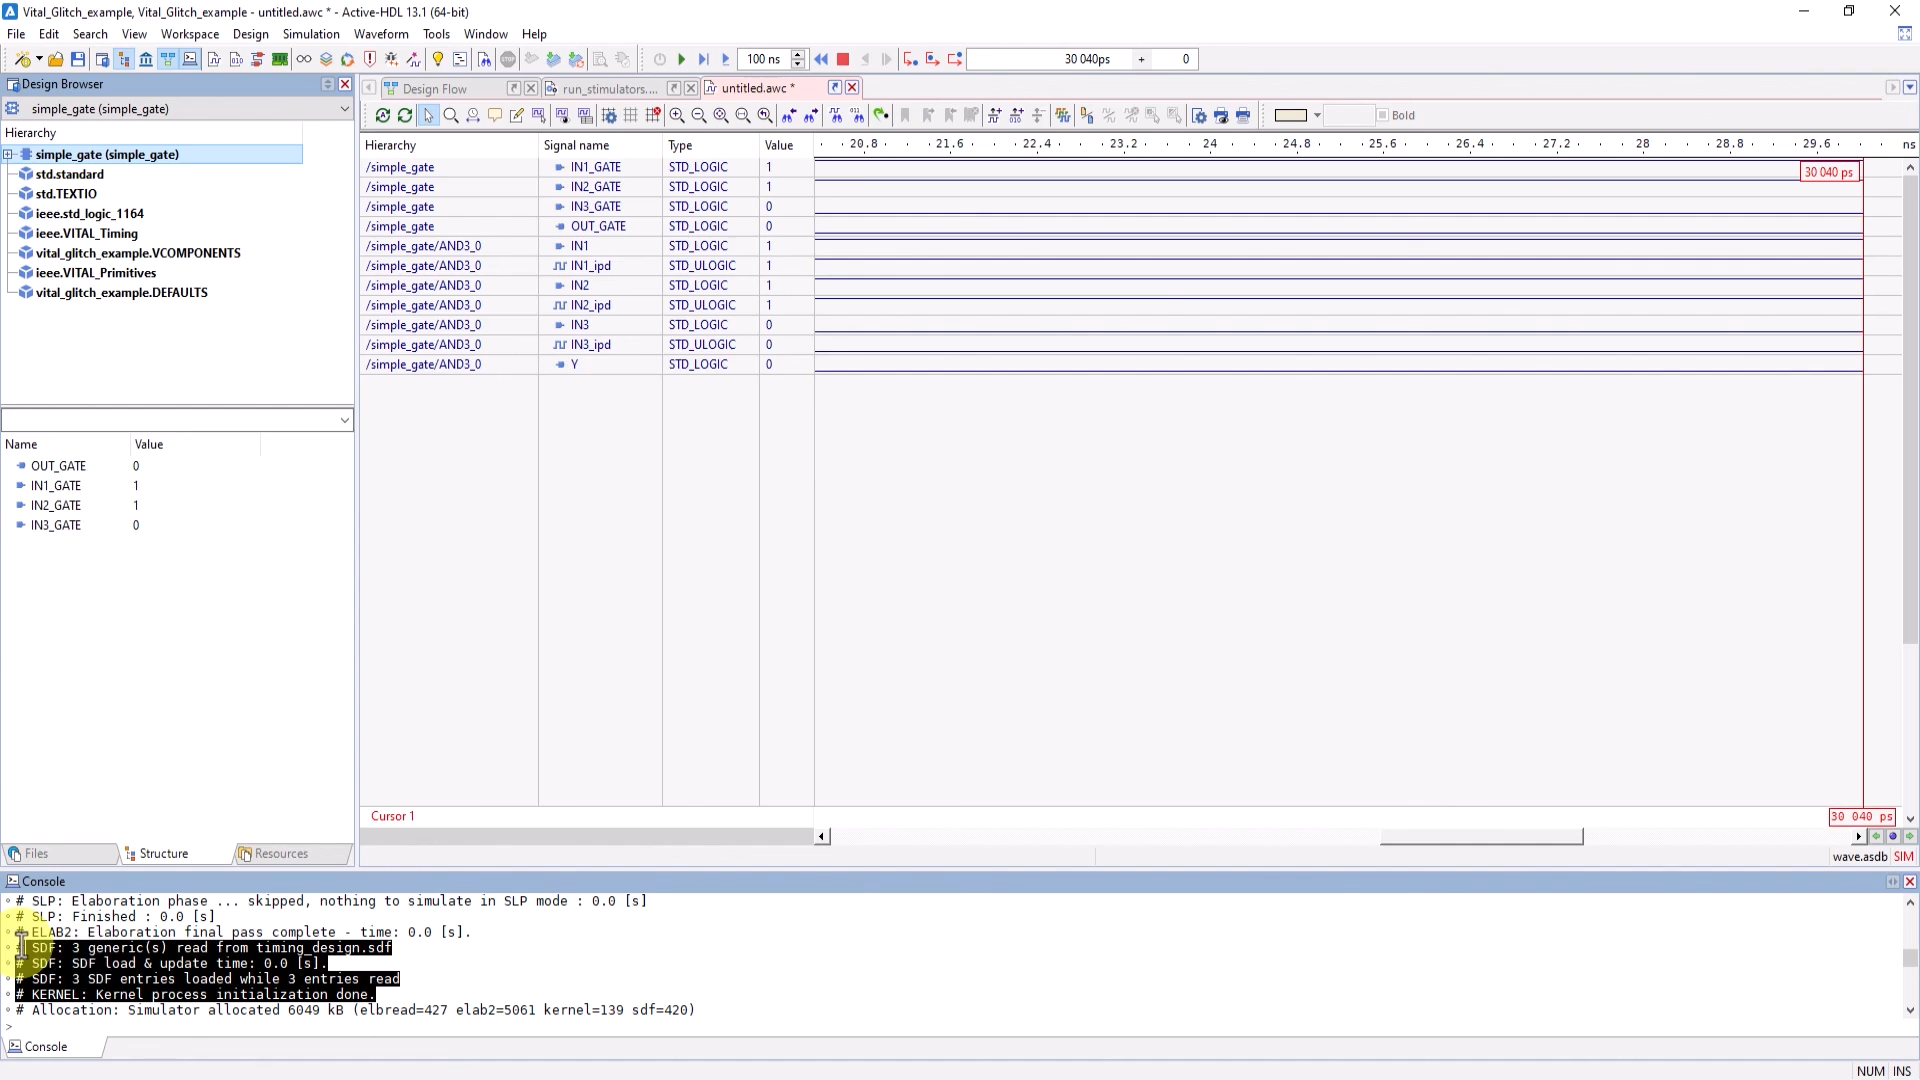 Vital_Glitch_example, Vital_Glitch_example - untitled.awc * - Active-HDL 13.1 (64-bit)
File Edit Search View Workspace Design Simulation Waveform Tools Window Help
100 ns 30 040ps + 0
Design Browser
simple_gate (simple_gate)
Hierarchy
simple_gate (simple_gate)
std.standard
std.TEXTIO
ieee.std_logic_1164
ieee.VITAL_Timing
vital_glitch_example.VCOMPONENTS
ieee.VITAL_Primitives
vital_glitch_example.DEFAULTS
Name Value
OUT_GATE 0
IN1_GATE 1
IN2_GATE 1
IN3_GATE 0
Files Structure Resources
Design Flow run_stimulators.... untitled.awc *
Bold
Hierarchy Signal name Type Value 20.8 21.6 22.4 23.2 24 24.8 25.6 26.4 27.2 28 28.8 29.6 ns
/simple_gate IN1_GATE STD_LOGIC 1
30 040 ps
/simple_gate IN2_GATE STD_LOGIC 1
/simple_gate IN3_GATE STD_LOGIC 0
/simple_gate OUT_GATE STD_LOGIC 0
/simple_gate/AND3_0 IN1 STD_LOGIC 1
/simple_gate/AND3_0 IN1_ipd STD_ULOGIC 1
/simple_gate/AND3_0 IN2 STD_LOGIC 1
/simple_gate/AND3_0 IN2_ipd STD_ULOGIC 1
/simple_gate/AND3_0 IN3 STD_LOGIC 0
/simple_gate/AND3_0 IN3_ipd STD_ULOGIC 0
/simple_gate/AND3_0 Y STD_LOGIC 0
Cursor 1 30 040 ps
wave.asdb SIM
Console
# SLP: Elaboration phase ... skipped, nothing to simulate in SLP mode : 0.0 [s]
# SLP: Finished : 0.0 [s]
# ELAB2: Elaboration final pass complete - time: 0.0 [s].
# SDF: 3 generic(s) read from timing_design.sdf
# SDF: SDF load & update time: 0.0 [s].
# SDF: 3 SDF entries loaded while 3 entries read
# KERNEL: Kernel process initialization done.
# Allocation: Simulator allocated 6049 kB (elbread=427 elab2=5061 kernel=139 sdf=420)
>
Console
NUM INS